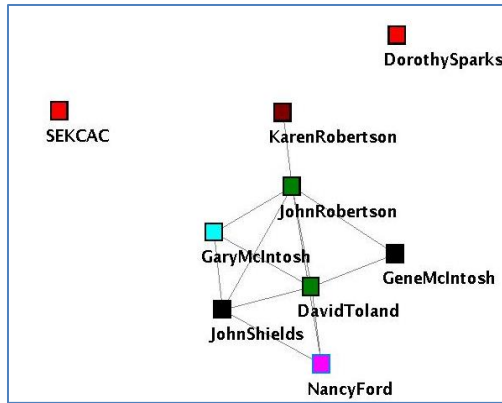 DorothySparks
SEKCAC
KarenRobertson
JohnRobertson
GaryMcIntosh
GeneMcIntosh
DavidToland
JohnShields
NancyFord